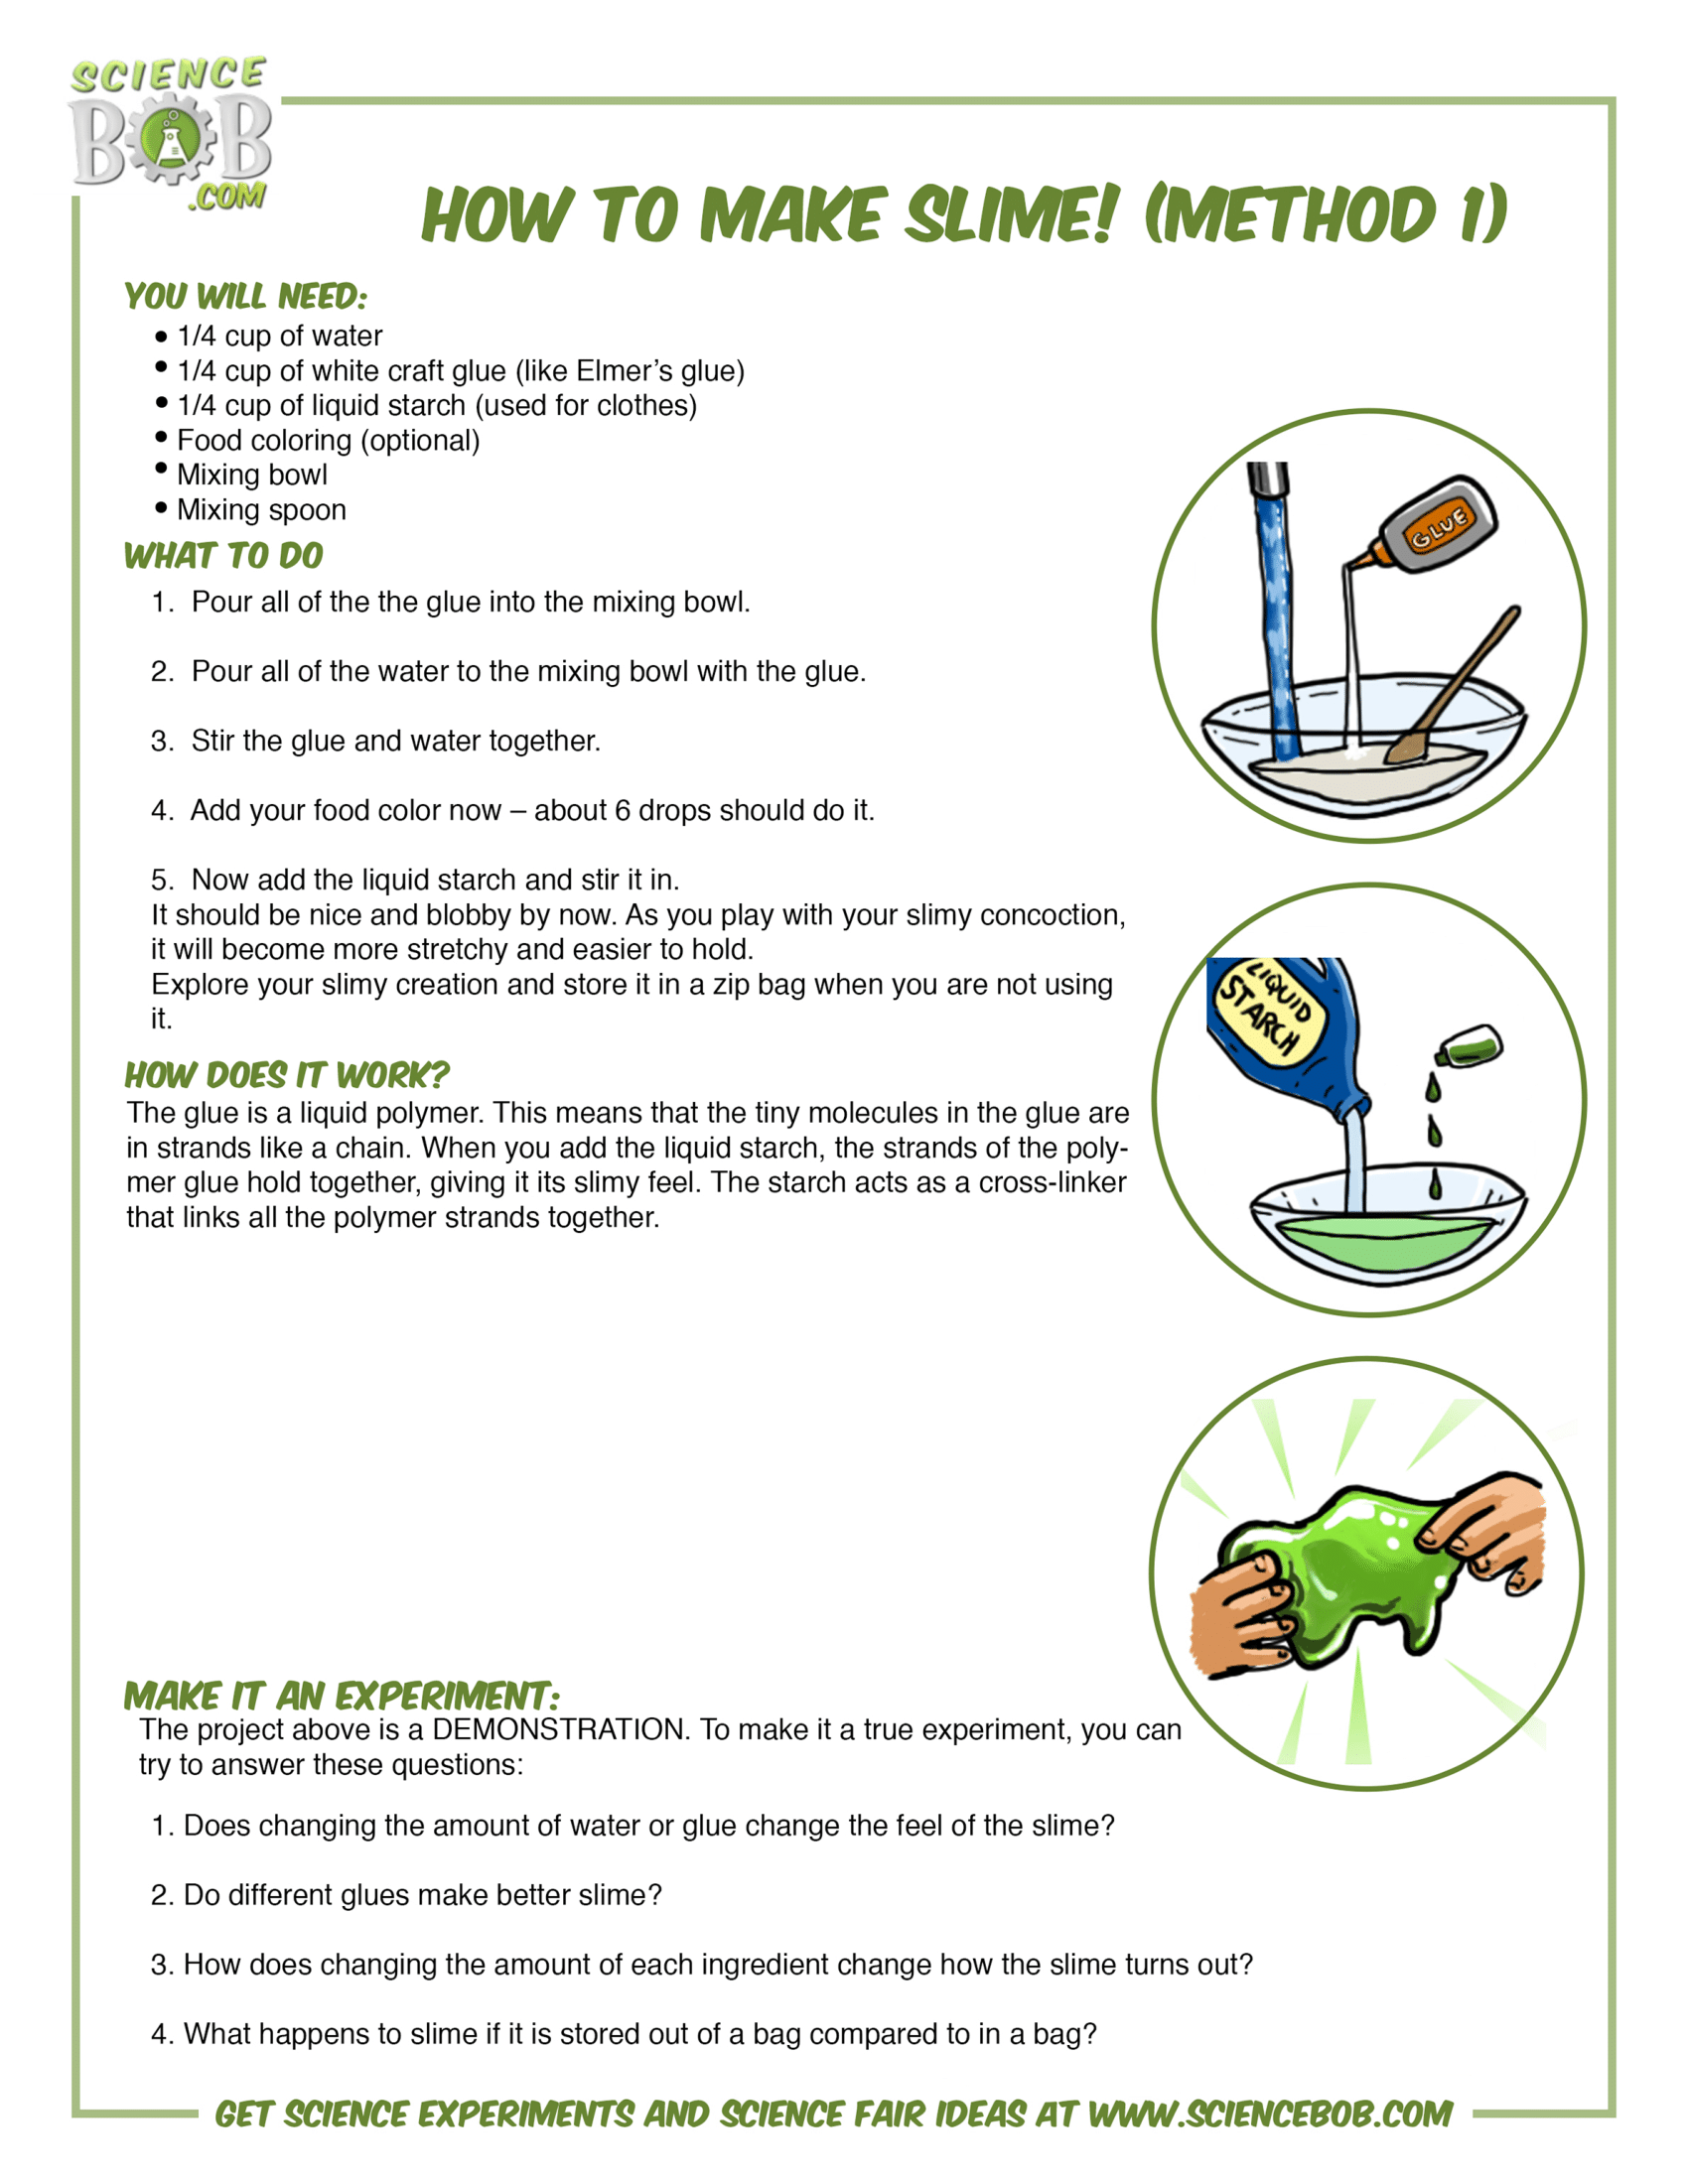 SCIENCE
BOB
.COM
HOW TO MAKE SLIME! (METHOD 1)
YOU WILL NEED:
• 1/4 cup of water
• 1/4 cup of white craft glue (like Elmer’s glue)
• 1/4 cup of liquid starch (used for clothes)
• Food coloring (optional)
• Mixing bowl
• Mixing spoon
WHAT TO DO
1. Pour all of the the glue into the mixing bowl.
2. Pour all of the water to the mixing bowl with the glue.
3. Stir the glue and water together.
4. Add your food color now – about 6 drops should do it.
5. Now add the liquid starch and stir it in.
It should be nice and blobby by now. As you play with your slimy concoction,
it will become more stretchy and easier to hold.
Explore your slimy creation and store it in a zip bag when you are not using
it.
HOW DOES IT WORK?
The glue is a liquid polymer. This means that the tiny molecules in the glue are
in strands like a chain. When you add the liquid starch, the strands of the poly-
mer glue hold together, giving it its slimy feel. The starch acts as a cross-linker
that links all the polymer strands together.
GLUE
LIQUID
STARCH
MAKE IT AN EXPERIMENT:
The project above is a DEMONSTRATION. To make it a true experiment, you can
try to answer these questions:
1. Does changing the amount of water or glue change the feel of the slime?
2. Do different glues make better slime?
3. How does changing the amount of each ingredient change how the slime turns out?
4. What happens to slime if it is stored out of a bag compared to in a bag?
GET SCIENCE EXPERIMENTS AND SCIENCE FAIR IDEAS AT WWW.SCIENCEBOB.COM